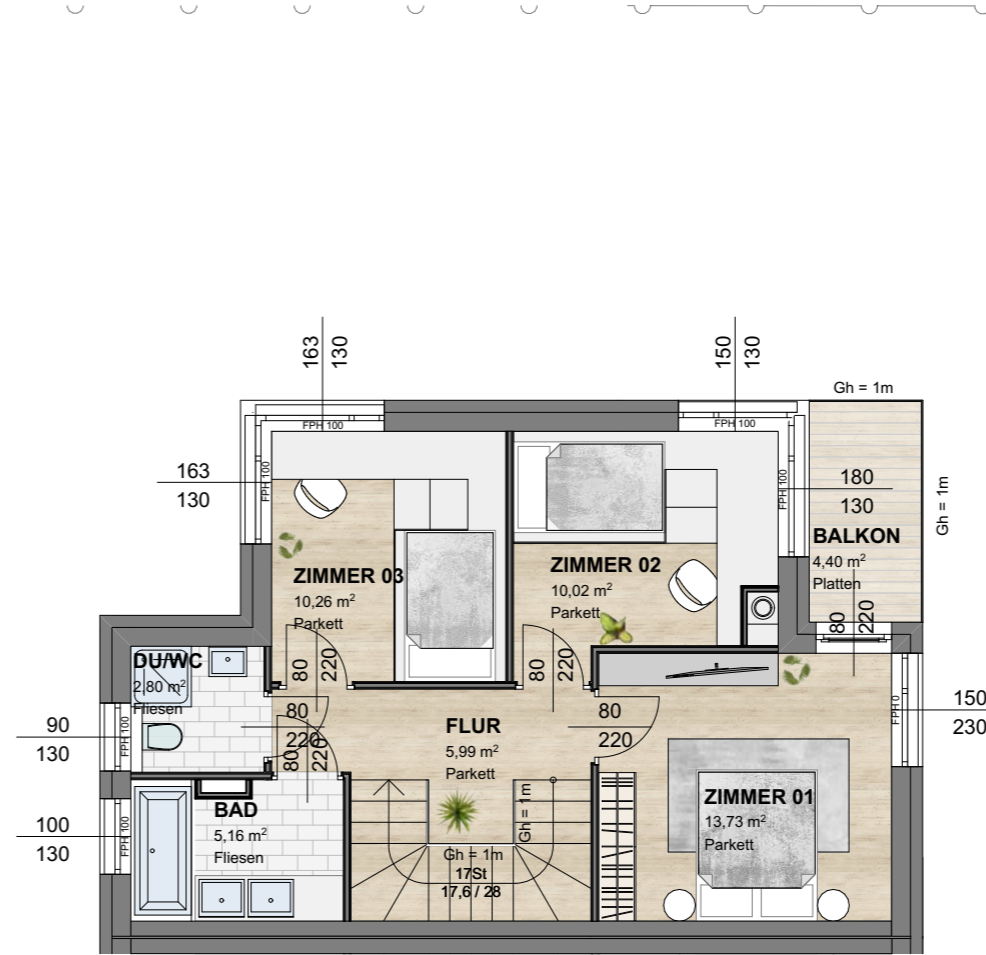 163
130
150
130
Gh = 1m
FPH 100
FPH 100
163
130
FPH 100
FPH 100
180
130
Gh = 1m
BALKON
4,40 m²
Platten
80
220
ZIMMER 03
10,26 m²
Parkett
80
220
ZIMMER 02
10,02 m²
Parkett
80
220
DU/WC
2,80 m²
Fliesen
90
130
FPH 100
80
220
80
220
FLUR
5,99 m²
Parkett
80
220
FPH 0
150
230
100
130
FPH 100
BAD
5,16 m²
Fliesen
Gh = 1m
Gh = 1m
17St
17,6 / 28
ZIMMER 01
13,73 m²
Parkett